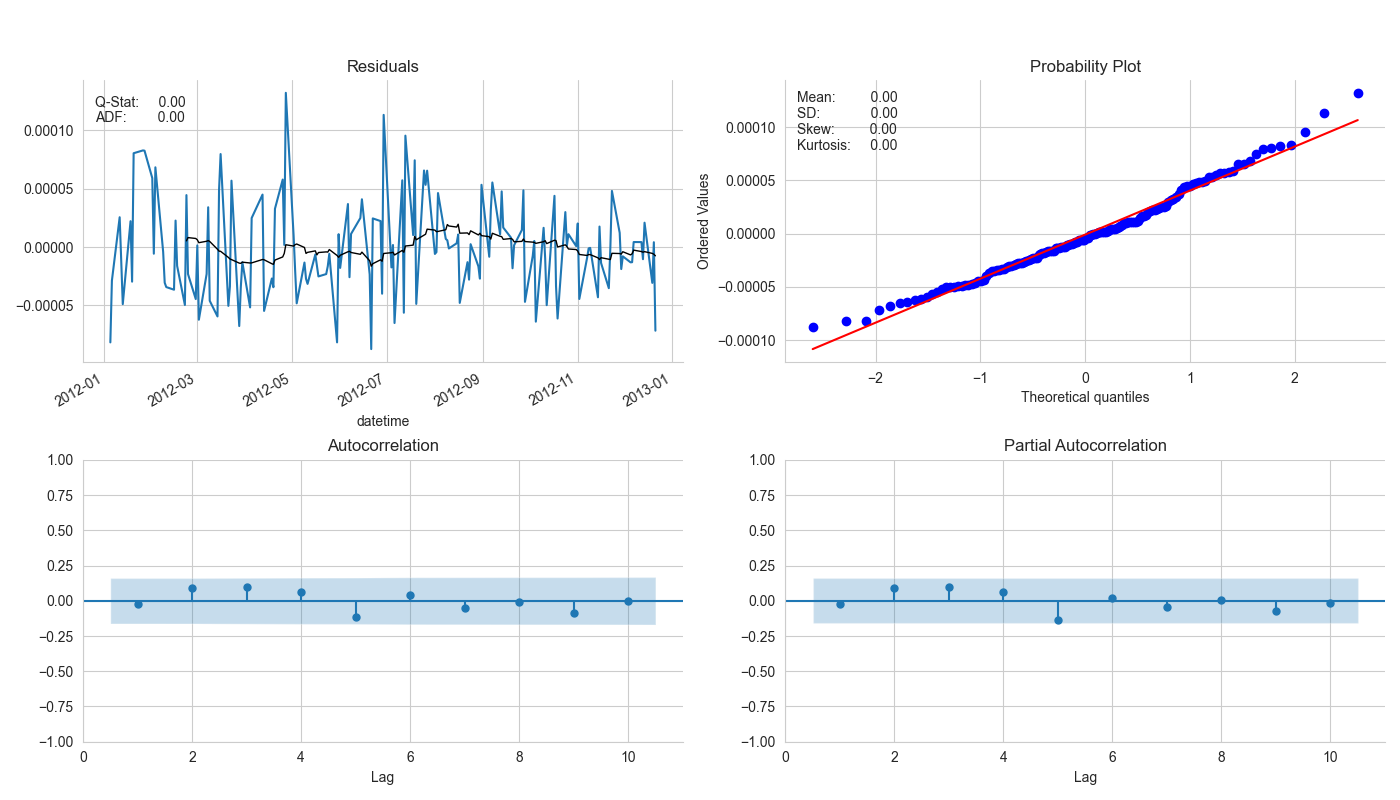 Residuals
Q-Stat: 0.00
ADF: 0.00
0.00010
0.00005
0.00000
−0.00005
2012-01
2012-03
2012-05
2012-07
2012-09
2012-11
2013-01
datetime
Probability Plot
Mean: 0.00
SD: 0.00
Skew: 0.00
Kurtosis: 0.00
Ordered Values
0.00010
0.00005
0.00000
−0.00005
−0.00010
−2 −1 0 1 2
Theoretical quantiles
Autocorrelation
1.00
0.75
0.50
0.25
0.00
−0.25
−0.50
−0.75
−1.00
0 2 4 6 8 10
Lag
Partial Autocorrelation
1.00
0.75
0.50
0.25
0.00
−0.25
−0.50
−0.75
−1.00
0 2 4 6 8 10
Lag